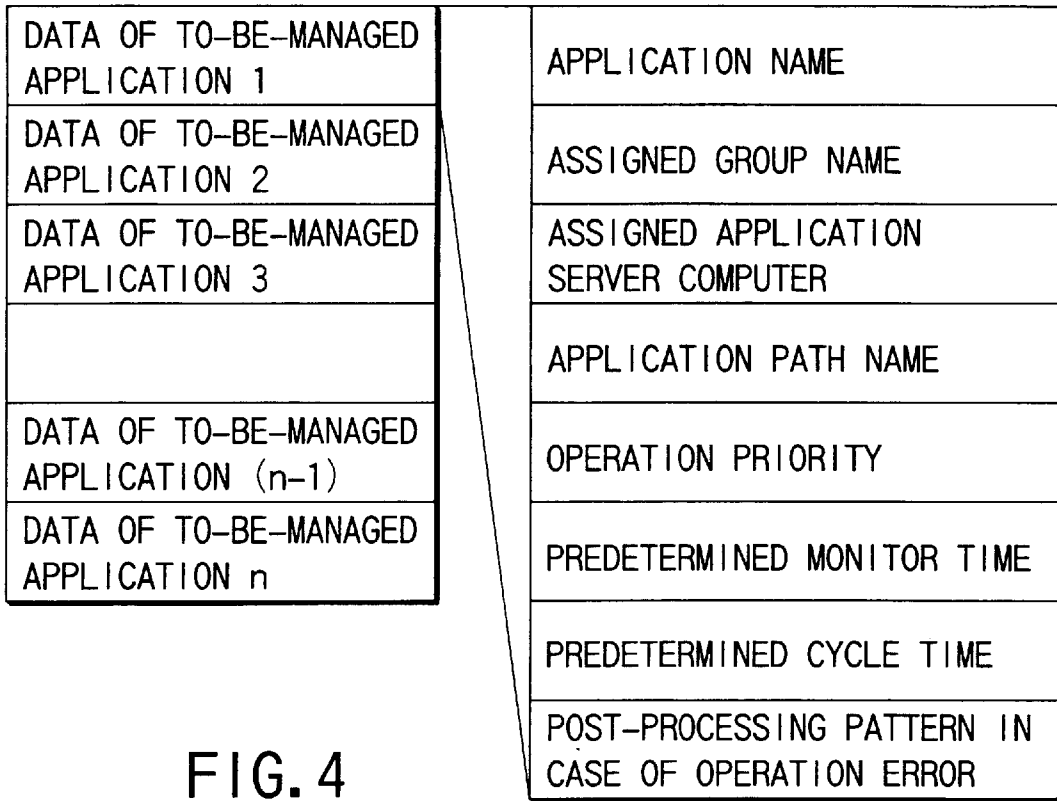 DATA OF TO-BE-MANAGED
APPLICATION 1
DATA OF TO-BE-MANAGED
APPLICATION 2
DATA OF TO-BE-MANAGED
APPLICATION 3
DATA OF TO-BE-MANAGED
APPLICATION (n-1)
DATA OF TO-BE-MANAGED
APPLICATION n
APPLICATION NAME
ASSIGNED GROUP NAME
ASSIGNED APPLICATION
SERVER COMPUTER
APPLICATION PATH NAME
OPERATION PRIORITY
PREDETERMINED MONITOR TIME
PREDETERMINED CYCLE TIME
POST-PROCESSING PATTERN IN
CASE OF OPERATION ERROR
FIG. 4